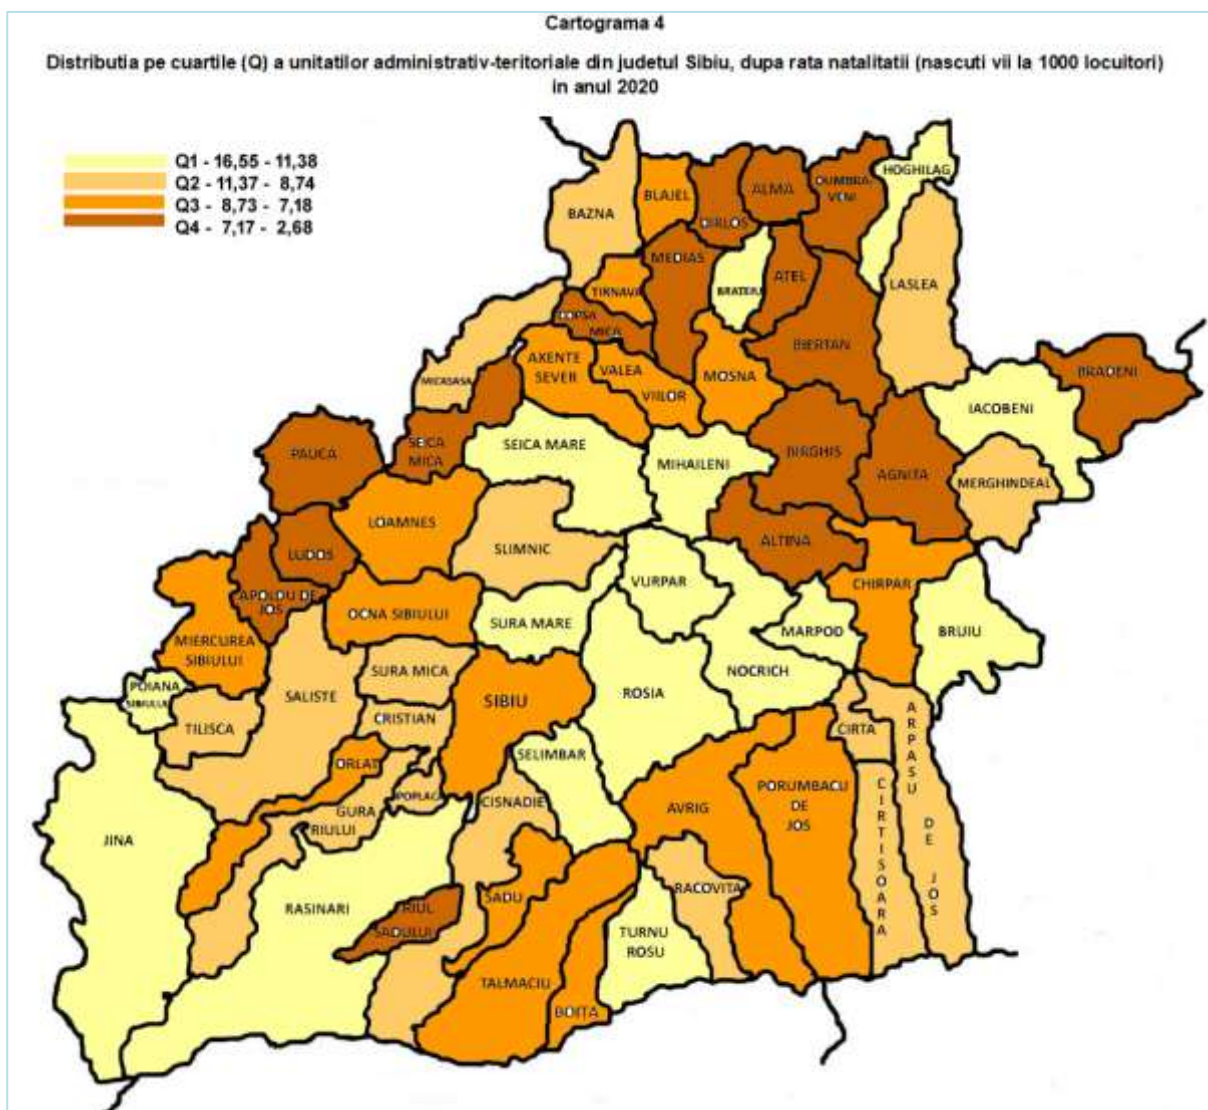 Cartograma 4
Distributia pe cuartile (Q) a unitatilor administrativ-teritoriale din judetul Sibiu, dupa rata natalitatii (nascuti vii la 1000 locuitori)
in anul 2020
Q1 - 16,55 - 11,38
Q2 - 11,37 - 8,74
Q3 - 8,73 - 7,18
Q4 - 7,17 - 2,68
HOGHILAG
BAZNA
BLAJEL
DIRLOS
ALMA
DUMBRA-
VENI
MEDIAS
BRATEIU
ATEL
LASLEA
TIRNAVA
COPSA
MICA
BIERTAN
AXENTE
SEVER
VALEA
VIILOR
MOSNA
MICASASA
BRADENI
IACOBENI
PAUCA
SEICA
MICA
SEICA MARE
MIHAILENI
BIRGHIS
AGNITA
MERGHINDEAL
LOAMNES
SLIMNIC
ALTINA
LUDOS
VURPAR
CHIRPAR
APOLDU DE
JOS
OCNA SIBIULUI
SURA MARE
MARPOD
BRUIU
MIERCUREA
SIBIULUI
SURA MICA
NOCRICH
POIANA
SIBIULUI
SALISTE
SIBIU
ROSIA
TILISCA
CRISTIAN
CIRTA
ARPASU
DE
JOS
ORLAT
SELIMBAR
POPLACA
CISNADIE
GURA
RIULUI
AVRIG
PORUMBACU
DE
JOS
CIRTISOARA
JINA
RASINARI
RIUL
SADULUI
SADU
RACOVITA
TURNU
ROSU
TALMACIU
BOITA